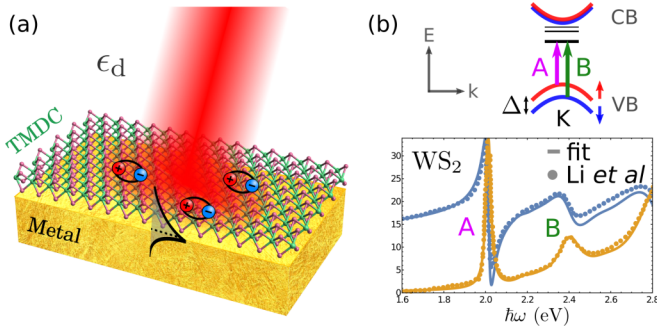 (a)
ϵd
TMDC
Metal
+ −
+ −
+ −
(b)
E
k
CB
A B
Δ
K
VB
WS2
fit
Li et al
A
B
30
25
20
15
10
5
0
1.6 1.8 2.0 2.2 2.4 2.6 2.8
ħω (eV)